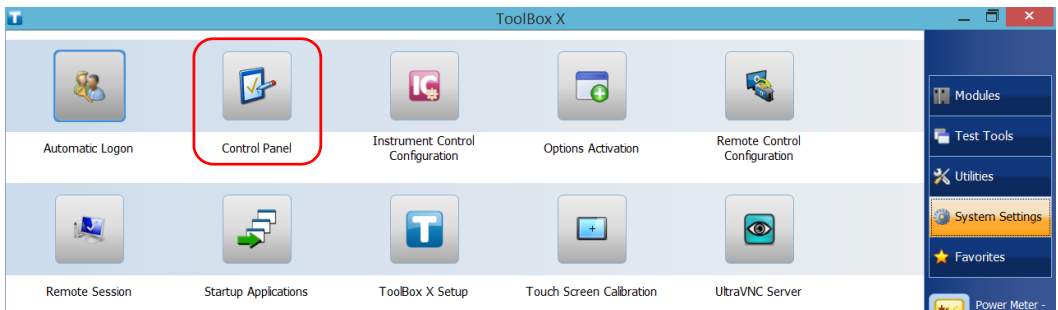 ToolBox X
Automatic Logon
Control Panel
Instrument Control
Configuration
Options Activation
Remote Control
Configuration
Remote Session
Startup Applications
ToolBox X Setup
Touch Screen Calibration
UltraVNC Server
Modules
Test Tools
Utilities
System Settings
Favorites
Power Meter -